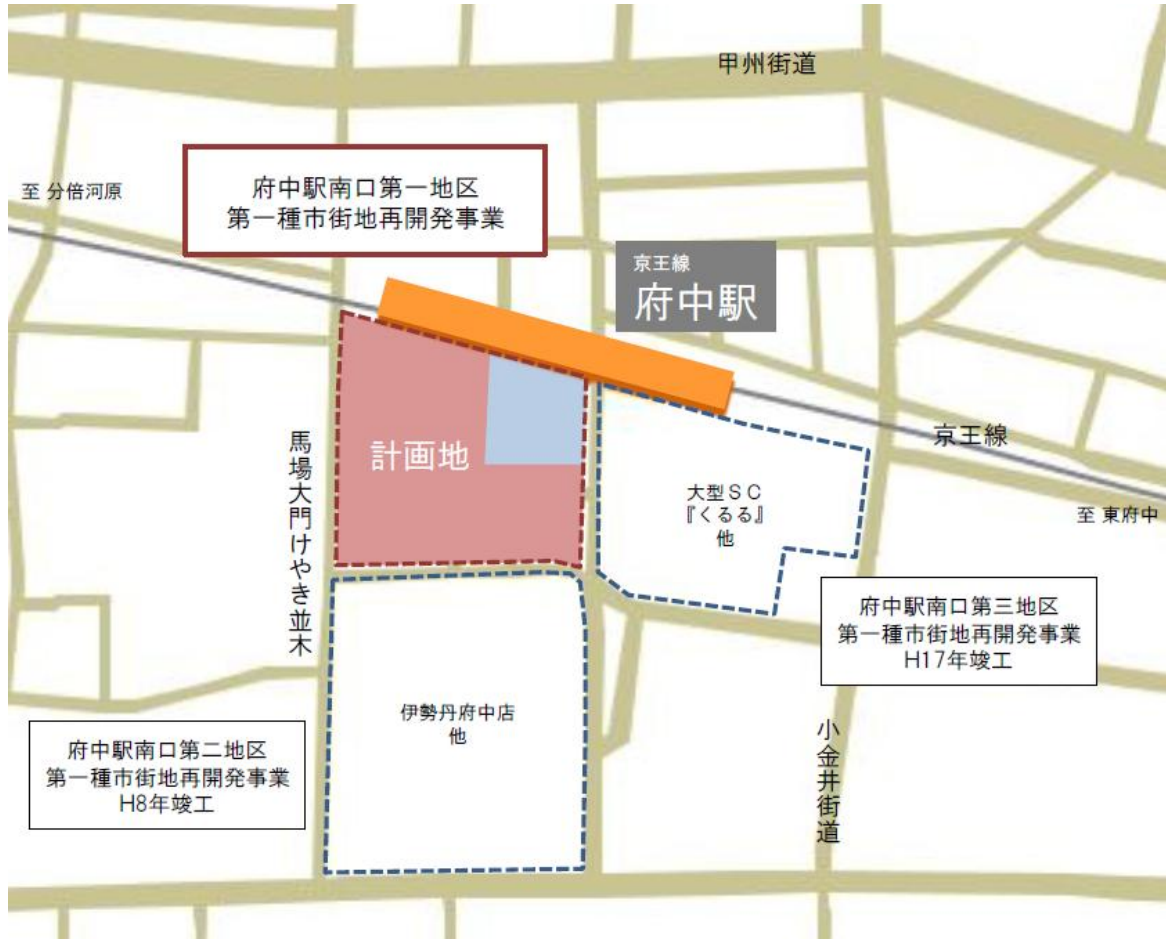 甲州街道
至 分倍河原
府中駅南口第一地区
第一種市街地再開発事業
京王線
府中駅
計画地
馬場大門けやき並木
大型SC
『くるる』
他
京王線
至 東府中
府中駅南口第三地区
第一種市街地再開発事業
H17年竣工
伊勢丹府中店
他
府中駅南口第二地区
第一種市街地再開発事業
H8年竣工
小金井街道